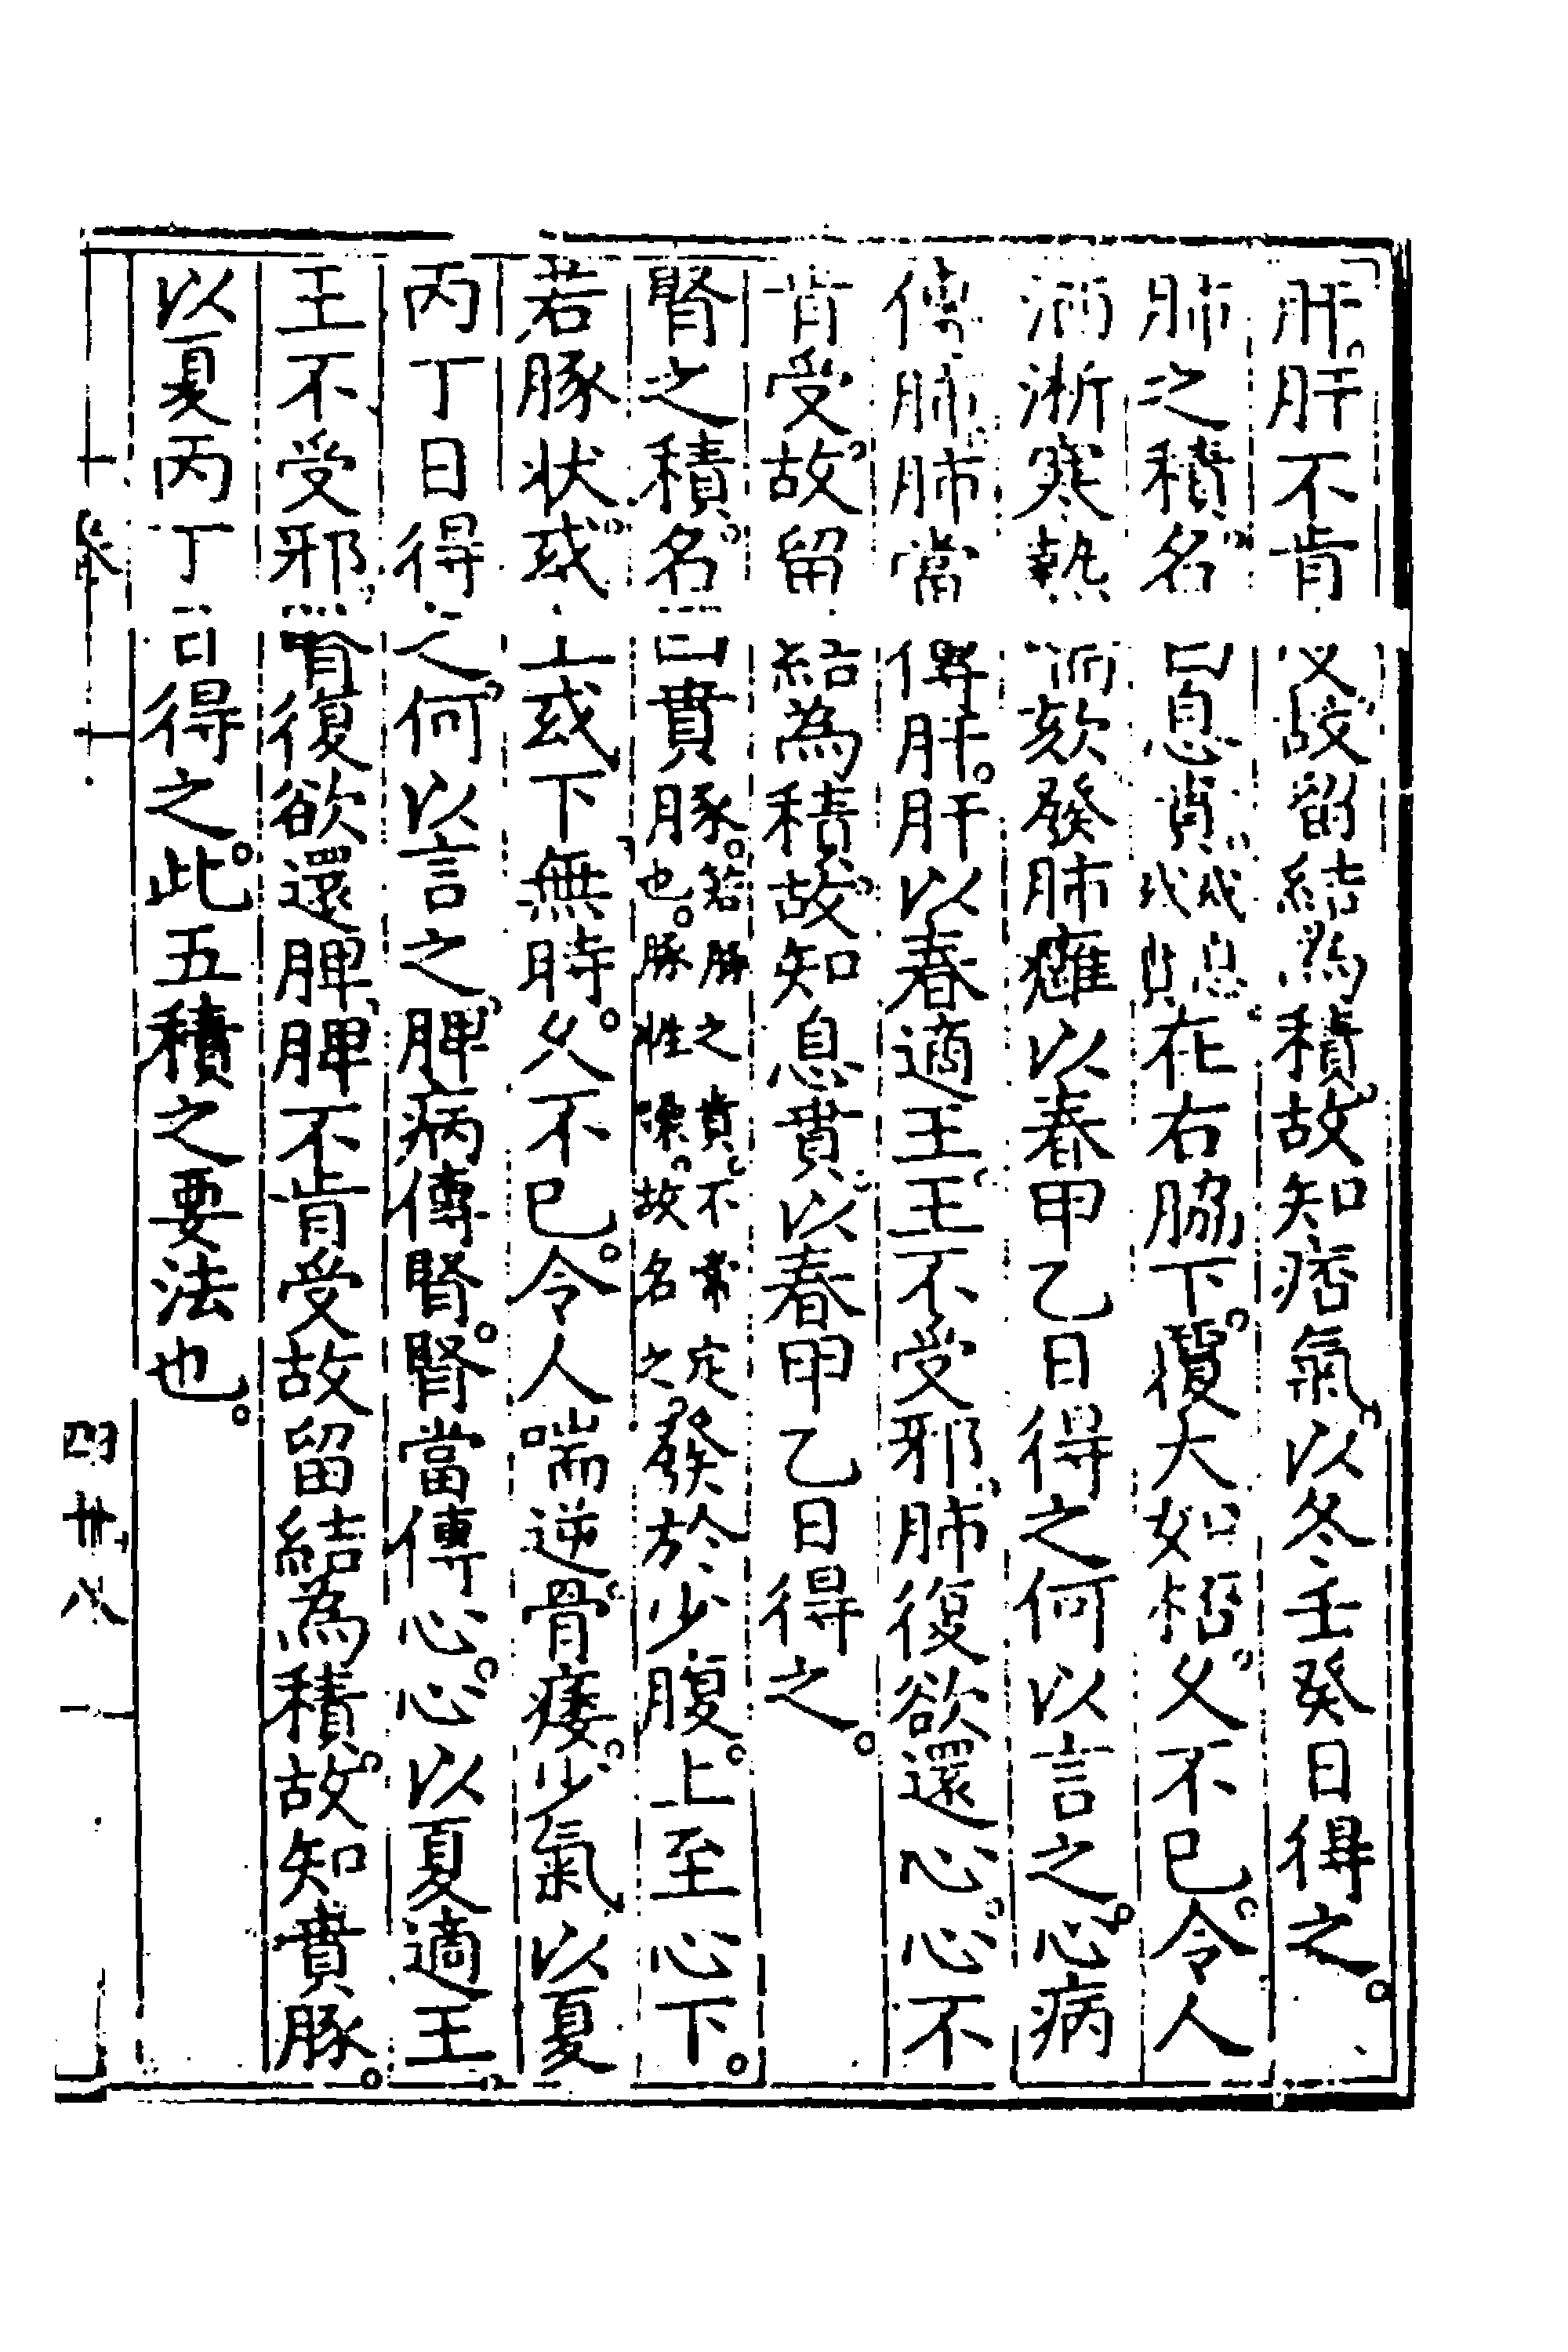 肝。肝不肯受。故留結為積。故知痞氣。以冬壬癸日得之。
肺之積名。曰息賁。在右脇下。覆大如桮。久不已。令人
洒淅寒熱。喘欬發肺癰以春甲乙日得之何以言之。心病
傳肺。肺當傳肝。肝以春適王。王不受邪。肺復欲還心。心不
肯受。故留結為積。故知息賁。以春甲乙日得之。
腎之積名。曰賁豚。若豚之賁。不常定也。豚性躁。故名之。發於少腹。上至心下。
若豚狀。或上或下無時。久不已。令人喘逆。骨痿。少氣。以夏
丙丁日得之。何以言之。脾病傳腎。腎當傳心。心以夏適王。
王不受邪。腎復欲還脾。脾不肯受故留結為積。故知賁豚。
以夏丙丁日得之。此五積之要法也。
四 卅八